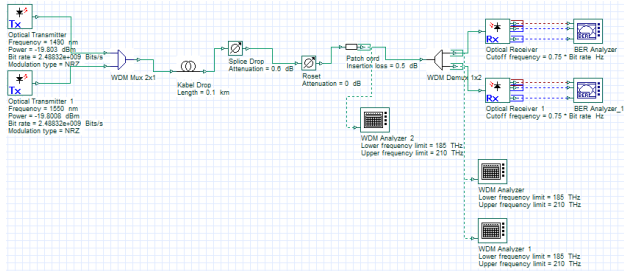 Tx
Optical Transmitter
Frequency = 1490 nm
Power = -19.803 dBm
Bit rate = 2.48832e+009 Bits/s
Modulation type = NRZ
Tx
Optical Transmitter 1
Frequency = 1550 nm
Power = -19.8008 dBm
Bit rate = 2.48832e+009 Bits/s
Modulation type = NRZ
WDM Mux 2x1
Kabel Drop
Length = 0.1 km
Splice Drop
Attenuation = 0.6 dB
Roset
Attenuation = 0 dB
Patch cord
Insertion loss = 0.5 dB
WDM Demux 1x2
Rx
Optical Receiver
Cutoff frequency = 0.75 * Bit rate Hz
BER Analyzer
Rx
Optical Receiver 1
Cutoff frequency = 0.75 * Bit rate Hz
BER Analyzer_1
WDM Analyzer 2
Lower frequency limit = 185 THz
Upper frequency limit = 210 THz
WDM Analyzer
Lower frequency limit = 185 THz
Upper frequency limit = 210 THz
WDM Analyzer 1
Lower frequency limit = 185 THz
Upper frequency limit = 210 THz